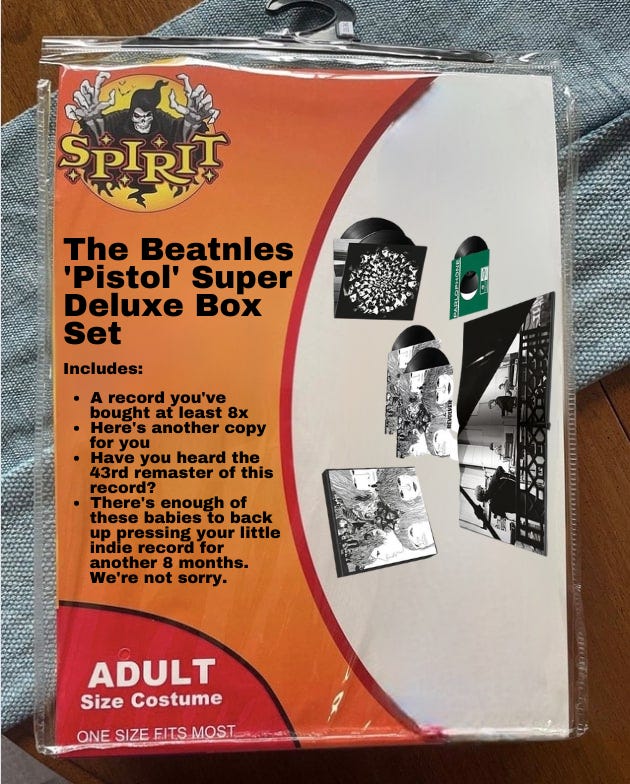 SPIRIT
The Beatnles
'Pistol' Super
Deluxe Box
Set
Includes:
• A record you've
bought at least 8x
• Here's another copy
for you
• Have you heard the
43rd remaster of this
record?
• There's enough of
these babies to back
up pressing your little
indie record for
another 8 months.
We're not sorry.
PARLOPHONE
REVOLVER
ADULT
Size Costume
ONE SIZE FITS MOST